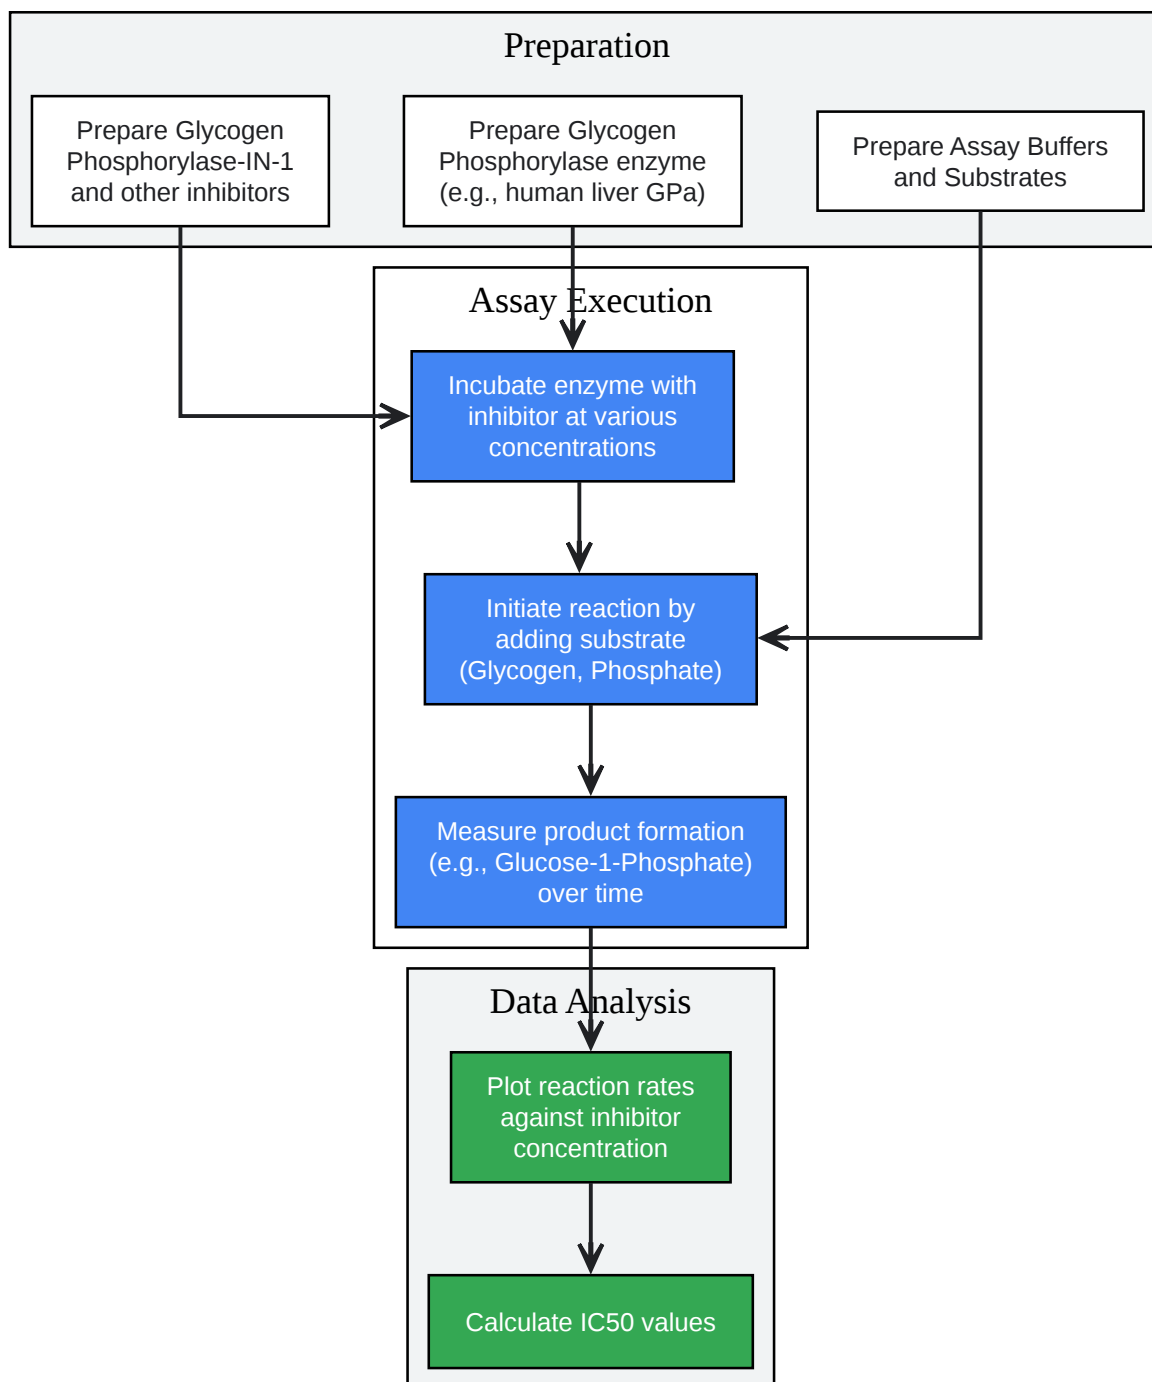 Preparation
Prepare Glycogen
Phosphorylase-IN-1
and other inhibitors
Prepare Glycogen
Phosphorylase enzyme
(e.g., human liver GPa)
Prepare Assay Buffers
and Substrates
Assay Execution
Incubate enzyme with
inhibitor at various
concentrations
Initiate reaction by
adding substrate
(Glycogen, Phosphate)
Measure product formation
(e.g., Glucose-1-Phosphate)
over time
Data Analysis
Plot reaction rates
against inhibitor
concentration
Calculate IC50 values